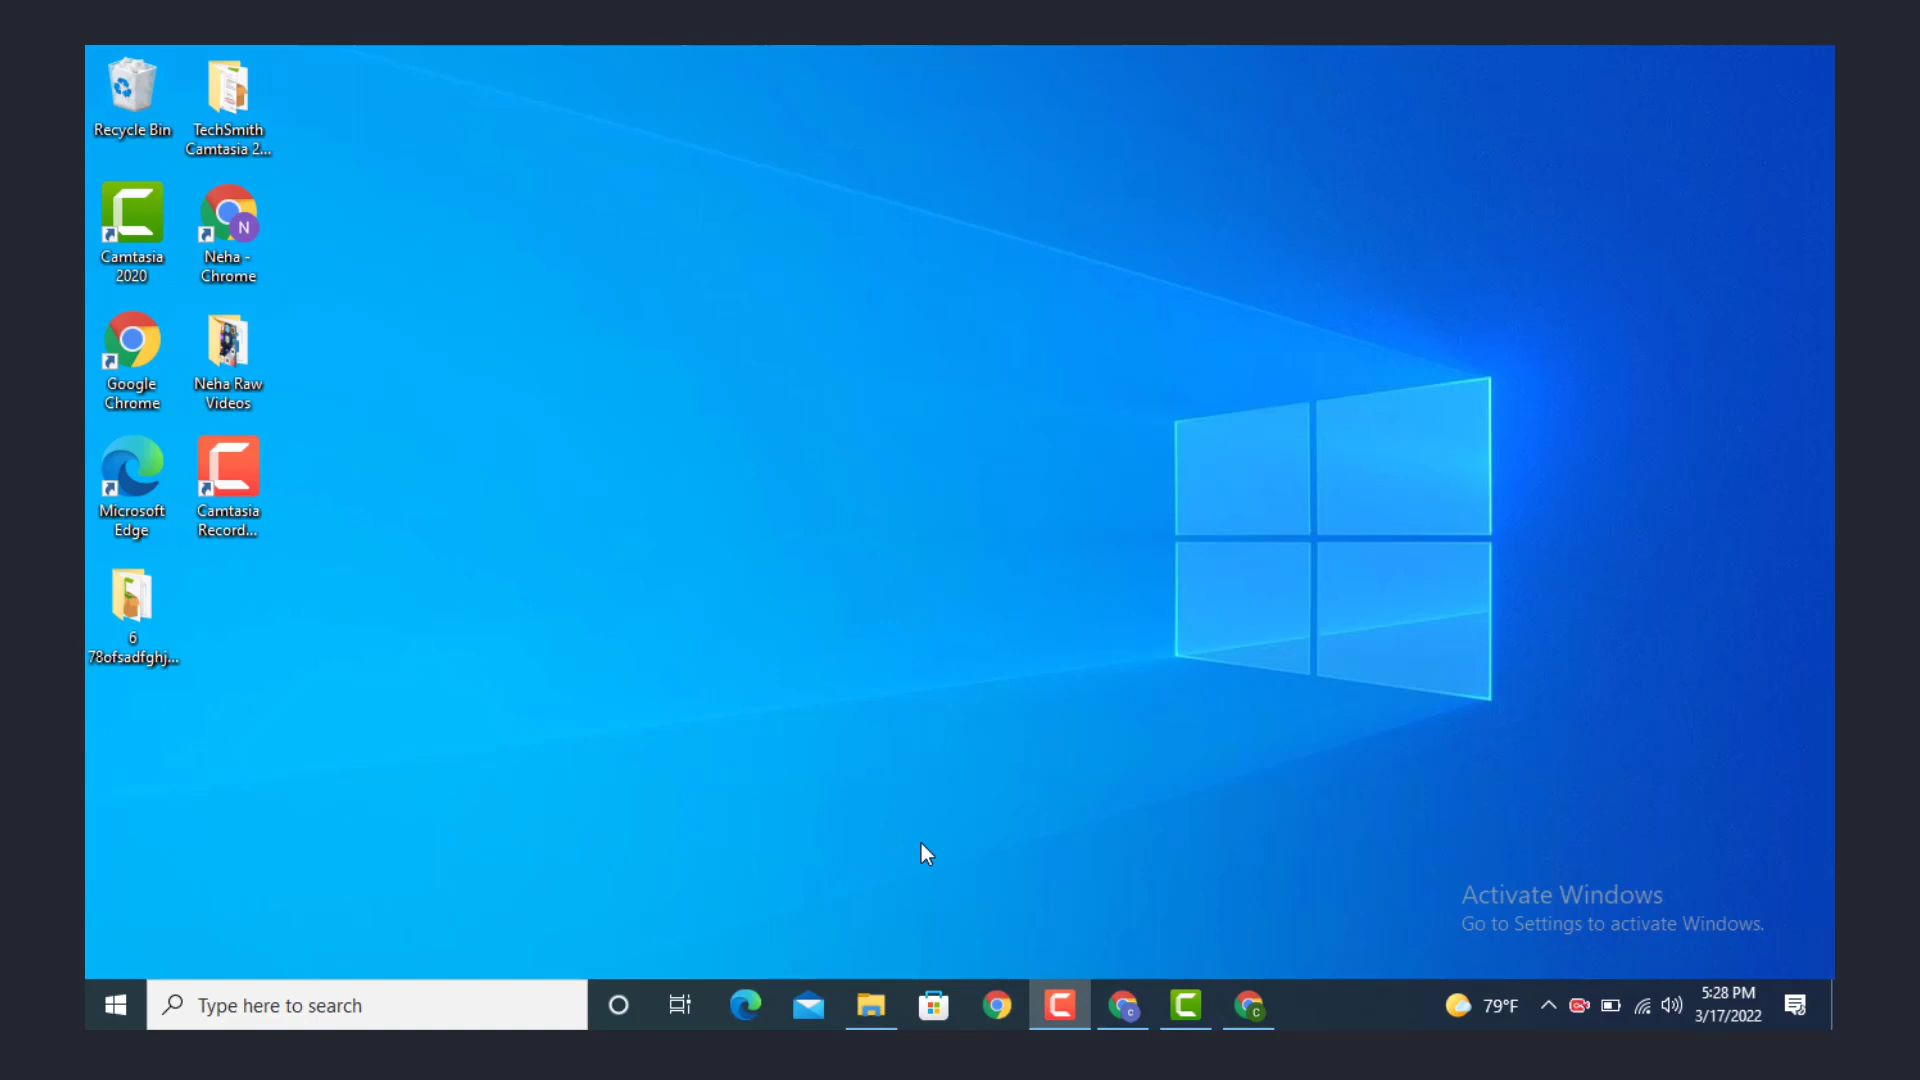 Recycle Bin
TechSmith
Camtasia 2...
Camtasia
2020
N
Neha -
Chrome
Google
Chrome
Neha Raw
Videos
Microsoft
Edge
Camtasia
Record...
6
78ofsadfghj...
Activate Windows
Go to Settings to activate Windows.
Type here to search
c
c
79°F
5:28 PM
3/17/2022